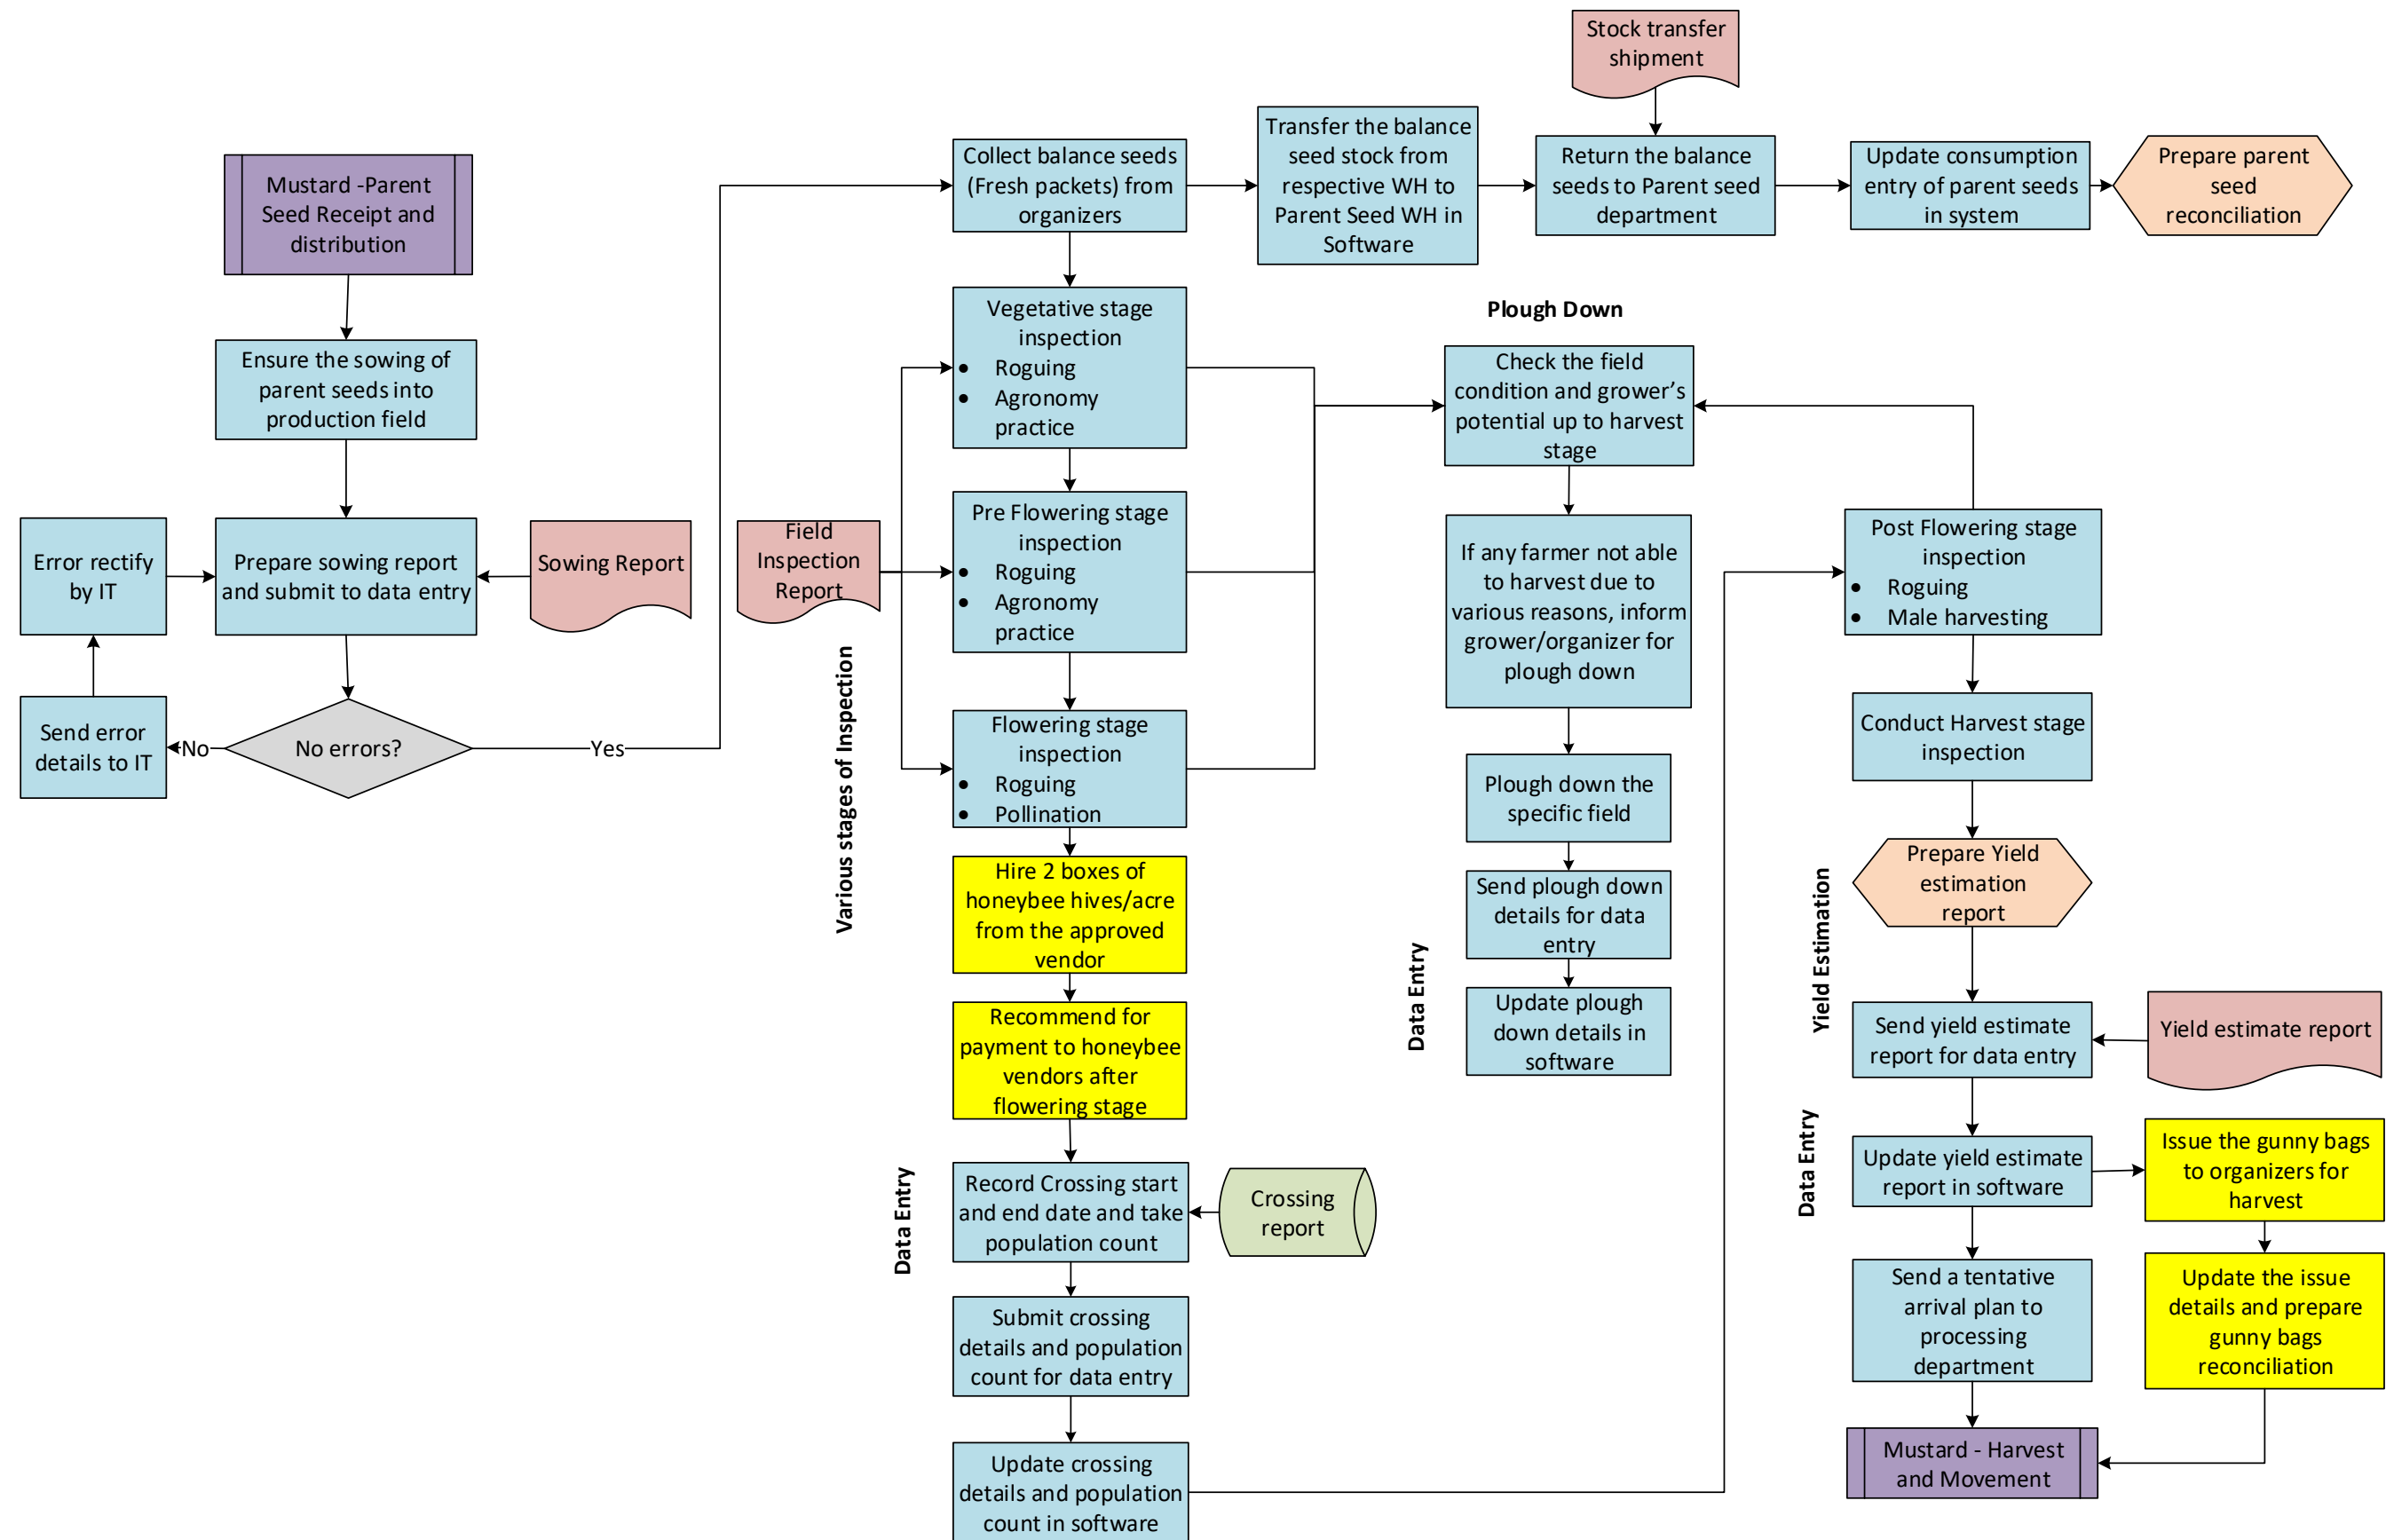 Stock transfer
shipment
Mustard -Parent
Seed Receipt and
distribution
Collect balance seeds
(Fresh packets) from
organizers
Transfer the balance
seed stock from
respective WH to
Parent Seed WH in
Software
Return the balance
seeds to Parent seed
department
Update consumption
entry of parent seeds
in system
Prepare parent
seed
reconciliation
Ensure the sowing of
parent seeds into
production field
Error rectify
by IT
Prepare sowing report
and submit to data entry
Sowing Report
Send error
details to IT
No
No errors?
Yes
Field
Inspection
Report
Various stages of Inspection
Vegetative stage
inspection
• Roguing
• Agronomy
practice
Pre Flowering stage
inspection
• Roguing
• Agronomy
practice
Flowering stage
inspection
• Roguing
• Pollination
Hire 2 boxes of
honeybee hives/acre
from the approved
vendor
Recommend for
payment to honeybee
vendors after
flowering stage
Data Entry
Record Crossing start
and end date and take
population count
Crossing
report
Submit crossing
details and population
count for data entry
Update crossing
details and population
count in software
Plough Down
Check the field
condition and grower’s
potential up to harvest
stage
If any farmer not able
to harvest due to
various reasons, inform
grower/organizer for
plough down
Plough down the
specific field
Data Entry
Send plough down
details for data
entry
Update plough
down details in
software
Post Flowering stage
inspection
• Roguing
• Male harvesting
Conduct Harvest stage
inspection
Yield Estimation
Prepare Yield
estimation
report
Send yield estimate
report for data entry
Yield estimate report
Data Entry
Update yield estimate
report in software
Issue the gunny bags
to organizers for
harvest
Send a tentative
arrival plan to
processing
department
Update the issue
details and prepare
gunny bags
reconciliation
Mustard - Harvest
and Movement